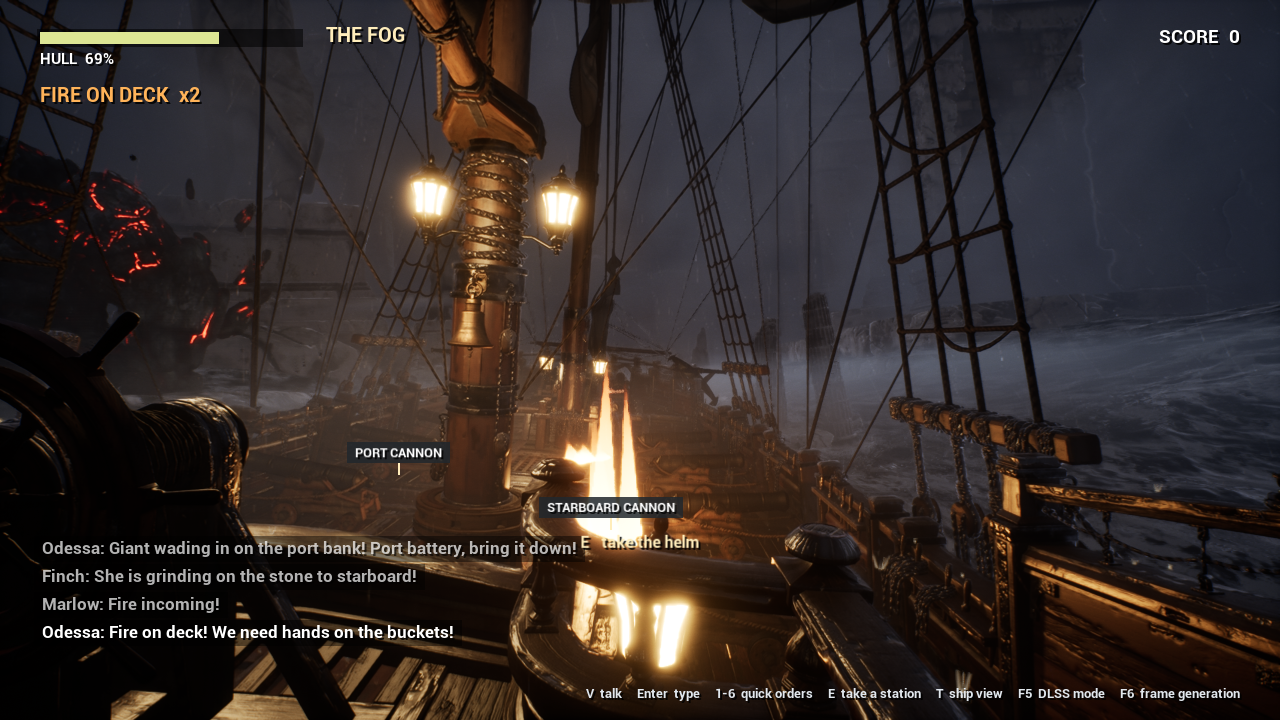 THE FOG
SCORE 0
HULL 69%
FIRE ON DECK x2
PORT CANNON
STARBOARD CANNON
E take the helm
Odessa: Giant wading in on the port bank! Port battery, bring it down!
Finch: She is grinding on the stone to starboard!
Marlow: Fire incoming!
Odessa: Fire on deck! We need hands on the buckets!
V talk Enter type 1-6 quick orders E take a station T ship view F5 DLSS mode F6 frame generation